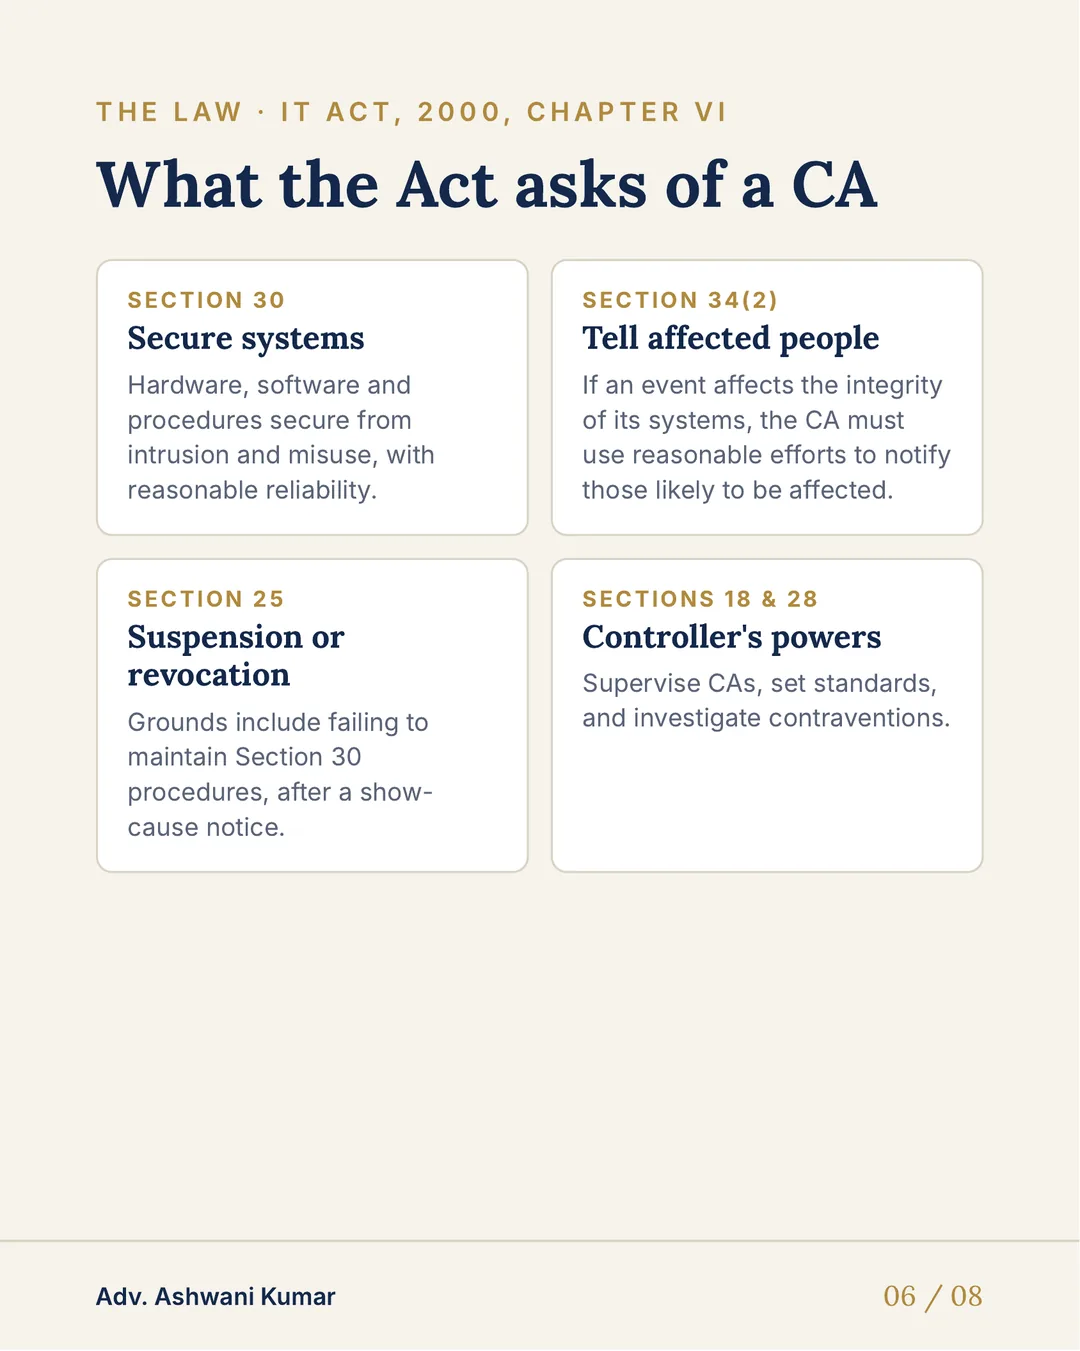 THE LAW · IT ACT, 2000, CHAPTER VI
What the Act asks of a CA
SECTION 30
Secure systems
Hardware, software and
procedures secure from
intrusion and misuse, with
reasonable reliability.
SECTION 34(2)
Tell affected people
If an event affects the integrity
of its systems, the CA must
use reasonable efforts to notify
those likely to be affected.
SECTION 25
Suspension or
revocation
Grounds include failing to
maintain Section 30
procedures, after a show-
cause notice.
SECTIONS 18 & 28
Controller's powers
Supervise CAs, set standards,
and investigate contraventions.
Adv. Ashwani Kumar
06 / 08